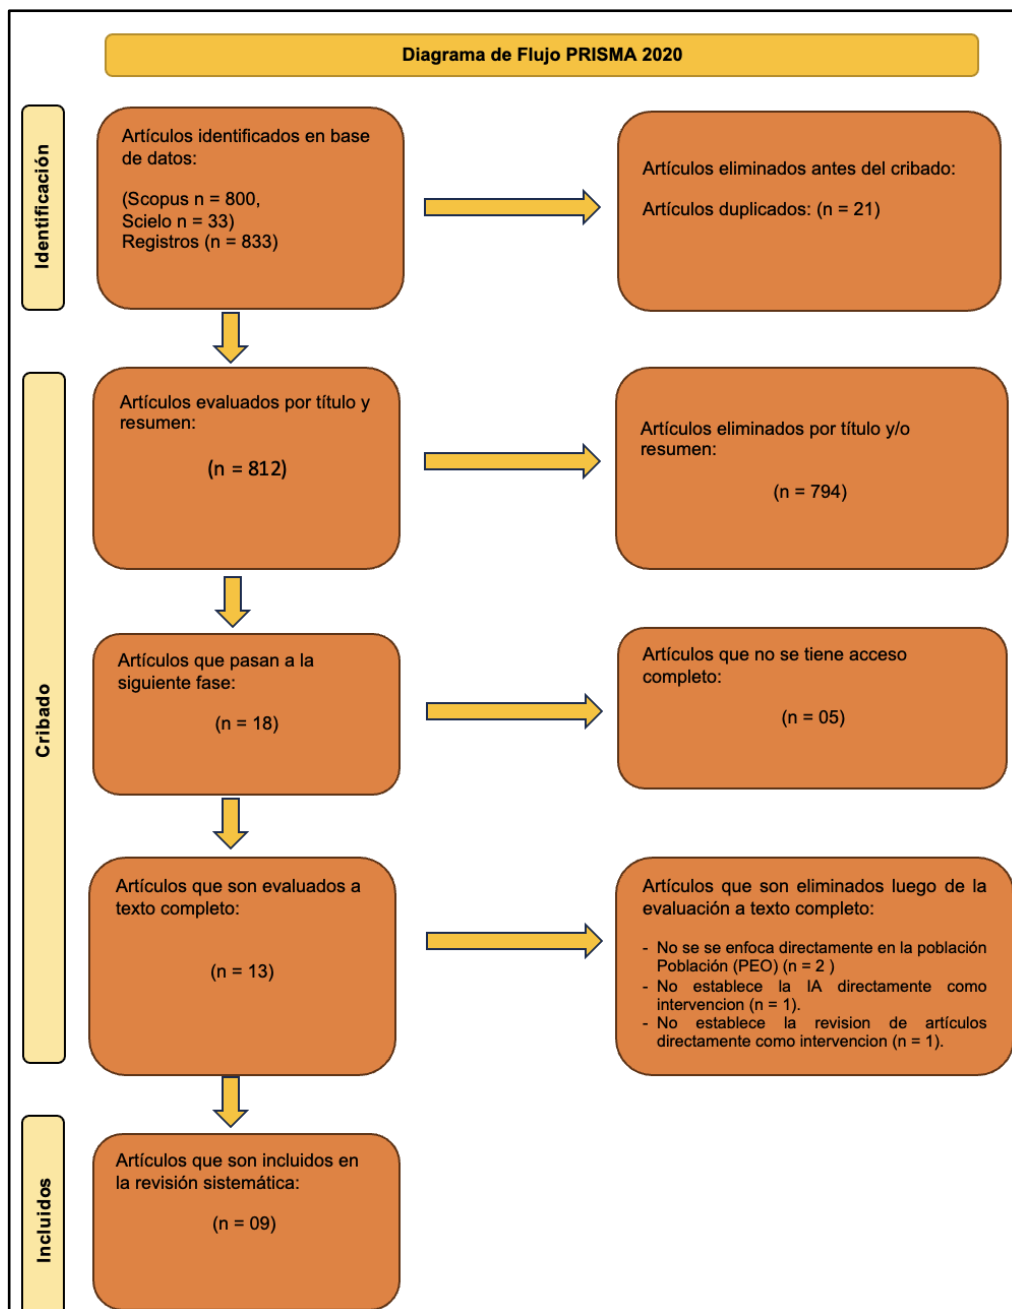 Diagrama de Flujo PRISMA 2020
Identificación
Artículos identificados en base
de datos:
(Scopus n = 800,
Scielo n = 33)
Registros (n = 833)
Artículos eliminados antes del cribado:
Artículos duplicados: (n = 21)
Cribado
Artículos evaluados por título y
resumen:
(n = 812)
Artículos eliminados por título y/o
resumen:
(n = 794)
Artículos que pasan a la
siguiente fase:
(n = 18)
Artículos que no se tiene acceso
completo:
(n = 05)
Artículos que son evaluados a
texto completo:
(n = 13)
Artículos que son eliminados luego de la
evaluación a texto completo:
- No se se enfoca directamente en la población
Población (PEO) (n = 2 )
- No establece la IA directamente como
intervencion (n = 1).
- No establece la revision de artículos
directamente como intervencion (n = 1).
Incluidos
Artículos que son incluidos en
la revisión sistemática:
(n = 09)